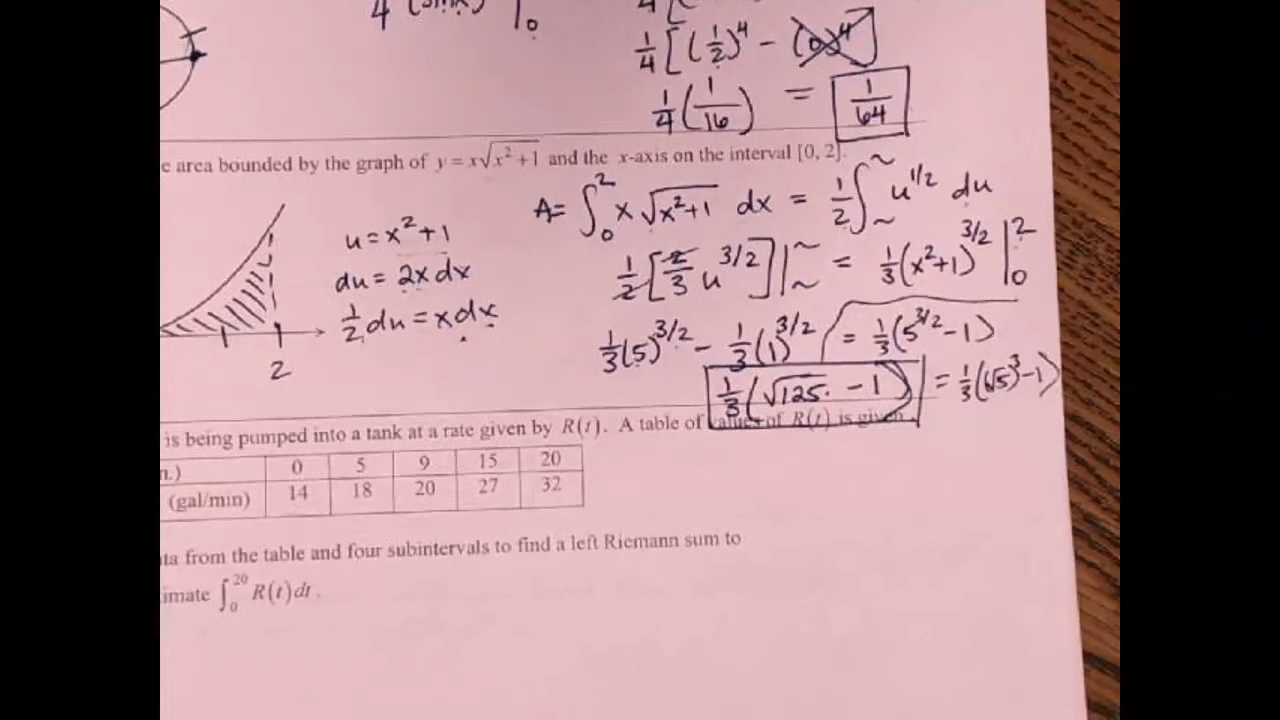 4 (sinx) | 0
1/4 [
1/4 [(1/2)^4 - (0)^4]
1/4 (1/16) = 1/64
e area bounded by the graph of y = x√(x² + 1) and the x-axis on the interval [0, 2].
A= ∫₀² x √(x²+1) dx = 1/2 ∫~~ u^1/2 du
u = x² + 1
1/2 [2/3 u^3/2] |~~ = 1/3 (x²+1)^3/2 |₀²
du = 2x dx
1/2 du = x dx
1/3 (5)^3/2 - 1/3 (1)^3/2 = 1/3 (5^3/2 - 1)
2
1/3 (√125 - 1) = 1/3 ((√5)³ - 1)
is being pumped into a tank at a rate given by R(t). A table of values of R(t) is given.
n.) 0 5 9 15 20
(gal/min) 14 18 20 27 32
ta from the table and four subintervals to find a left Riemann sum to
imate ∫₀²⁰ R(t) dt.